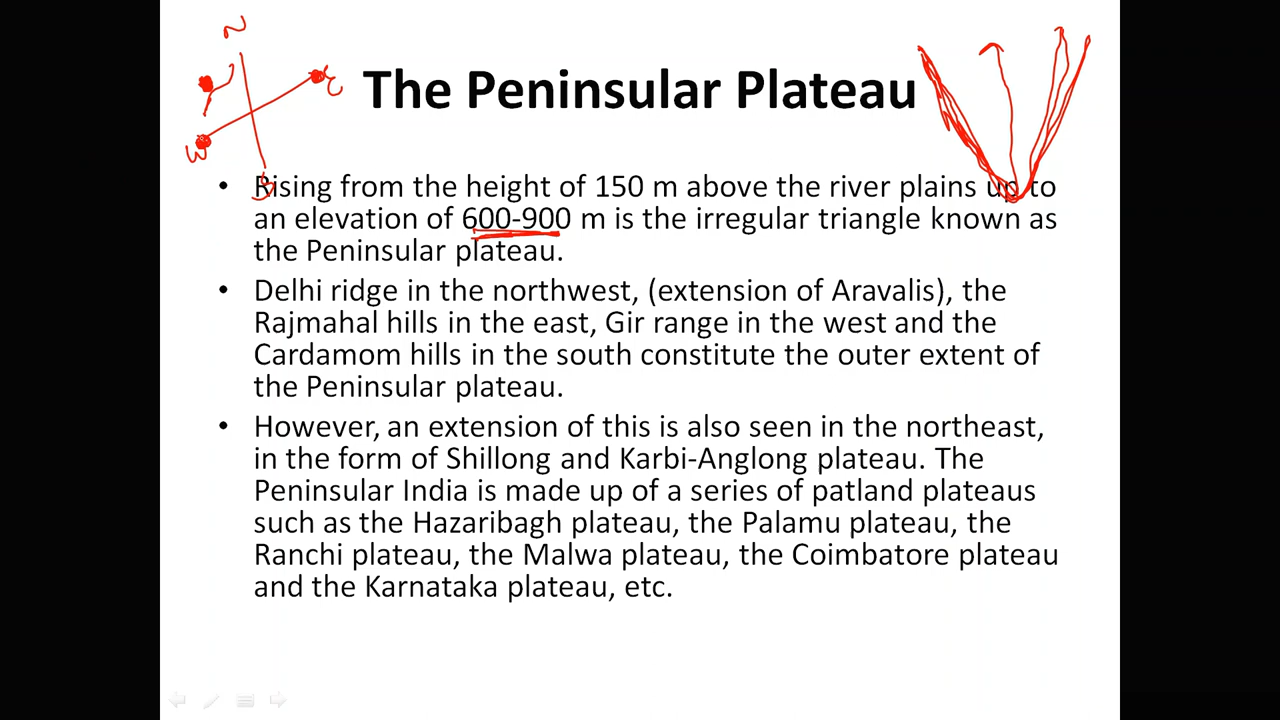 N
E
W
S
The Peninsular Plateau
• Rising from the height of 150 m above the river plains up to
an elevation of 600-900 m is the irregular triangle known as
the Peninsular plateau.
• Delhi ridge in the northwest, (extension of Aravalis), the
Rajmahal hills in the east, Gir range in the west and the
Cardamom hills in the south constitute the outer extent of
the Peninsular plateau.
• However, an extension of this is also seen in the northeast,
in the form of Shillong and Karbi-Anglong plateau. The
Peninsular India is made up of a series of patland plateaus
such as the Hazaribagh plateau, the Palamu plateau, the
Ranchi plateau, the Malwa plateau, the Coimbatore plateau
and the Karnataka plateau, etc.